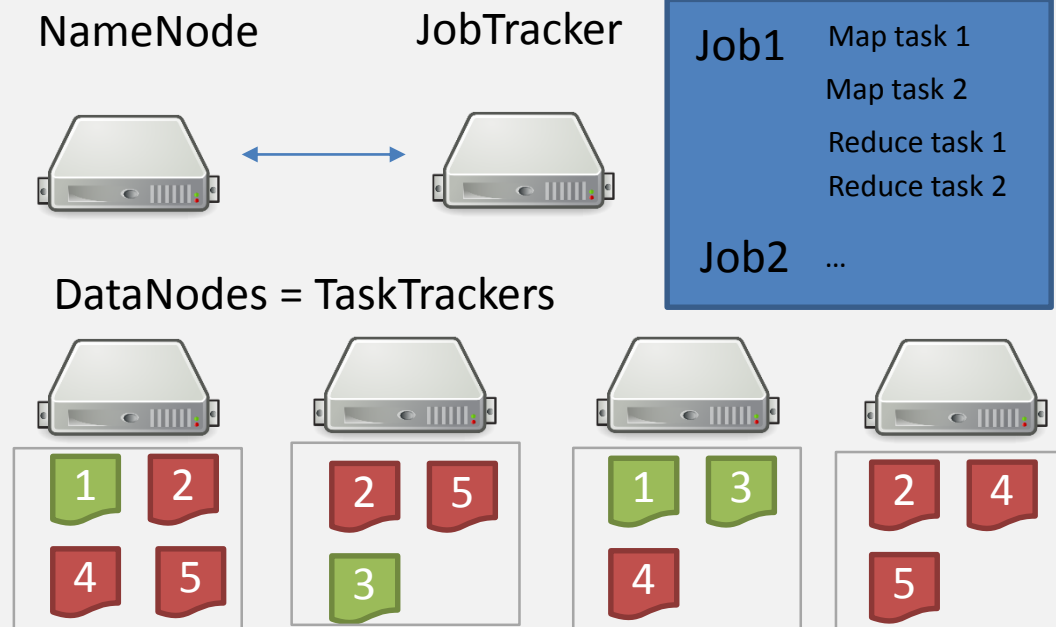 NameNode
JobTracker
Job1
Map task 1
Map task 2
Reduce task 1
Reduce task 2
Job2
...
DataNodes = TaskTrackers
1 2
4 5
2 5
3
1 3
4
2 4
5